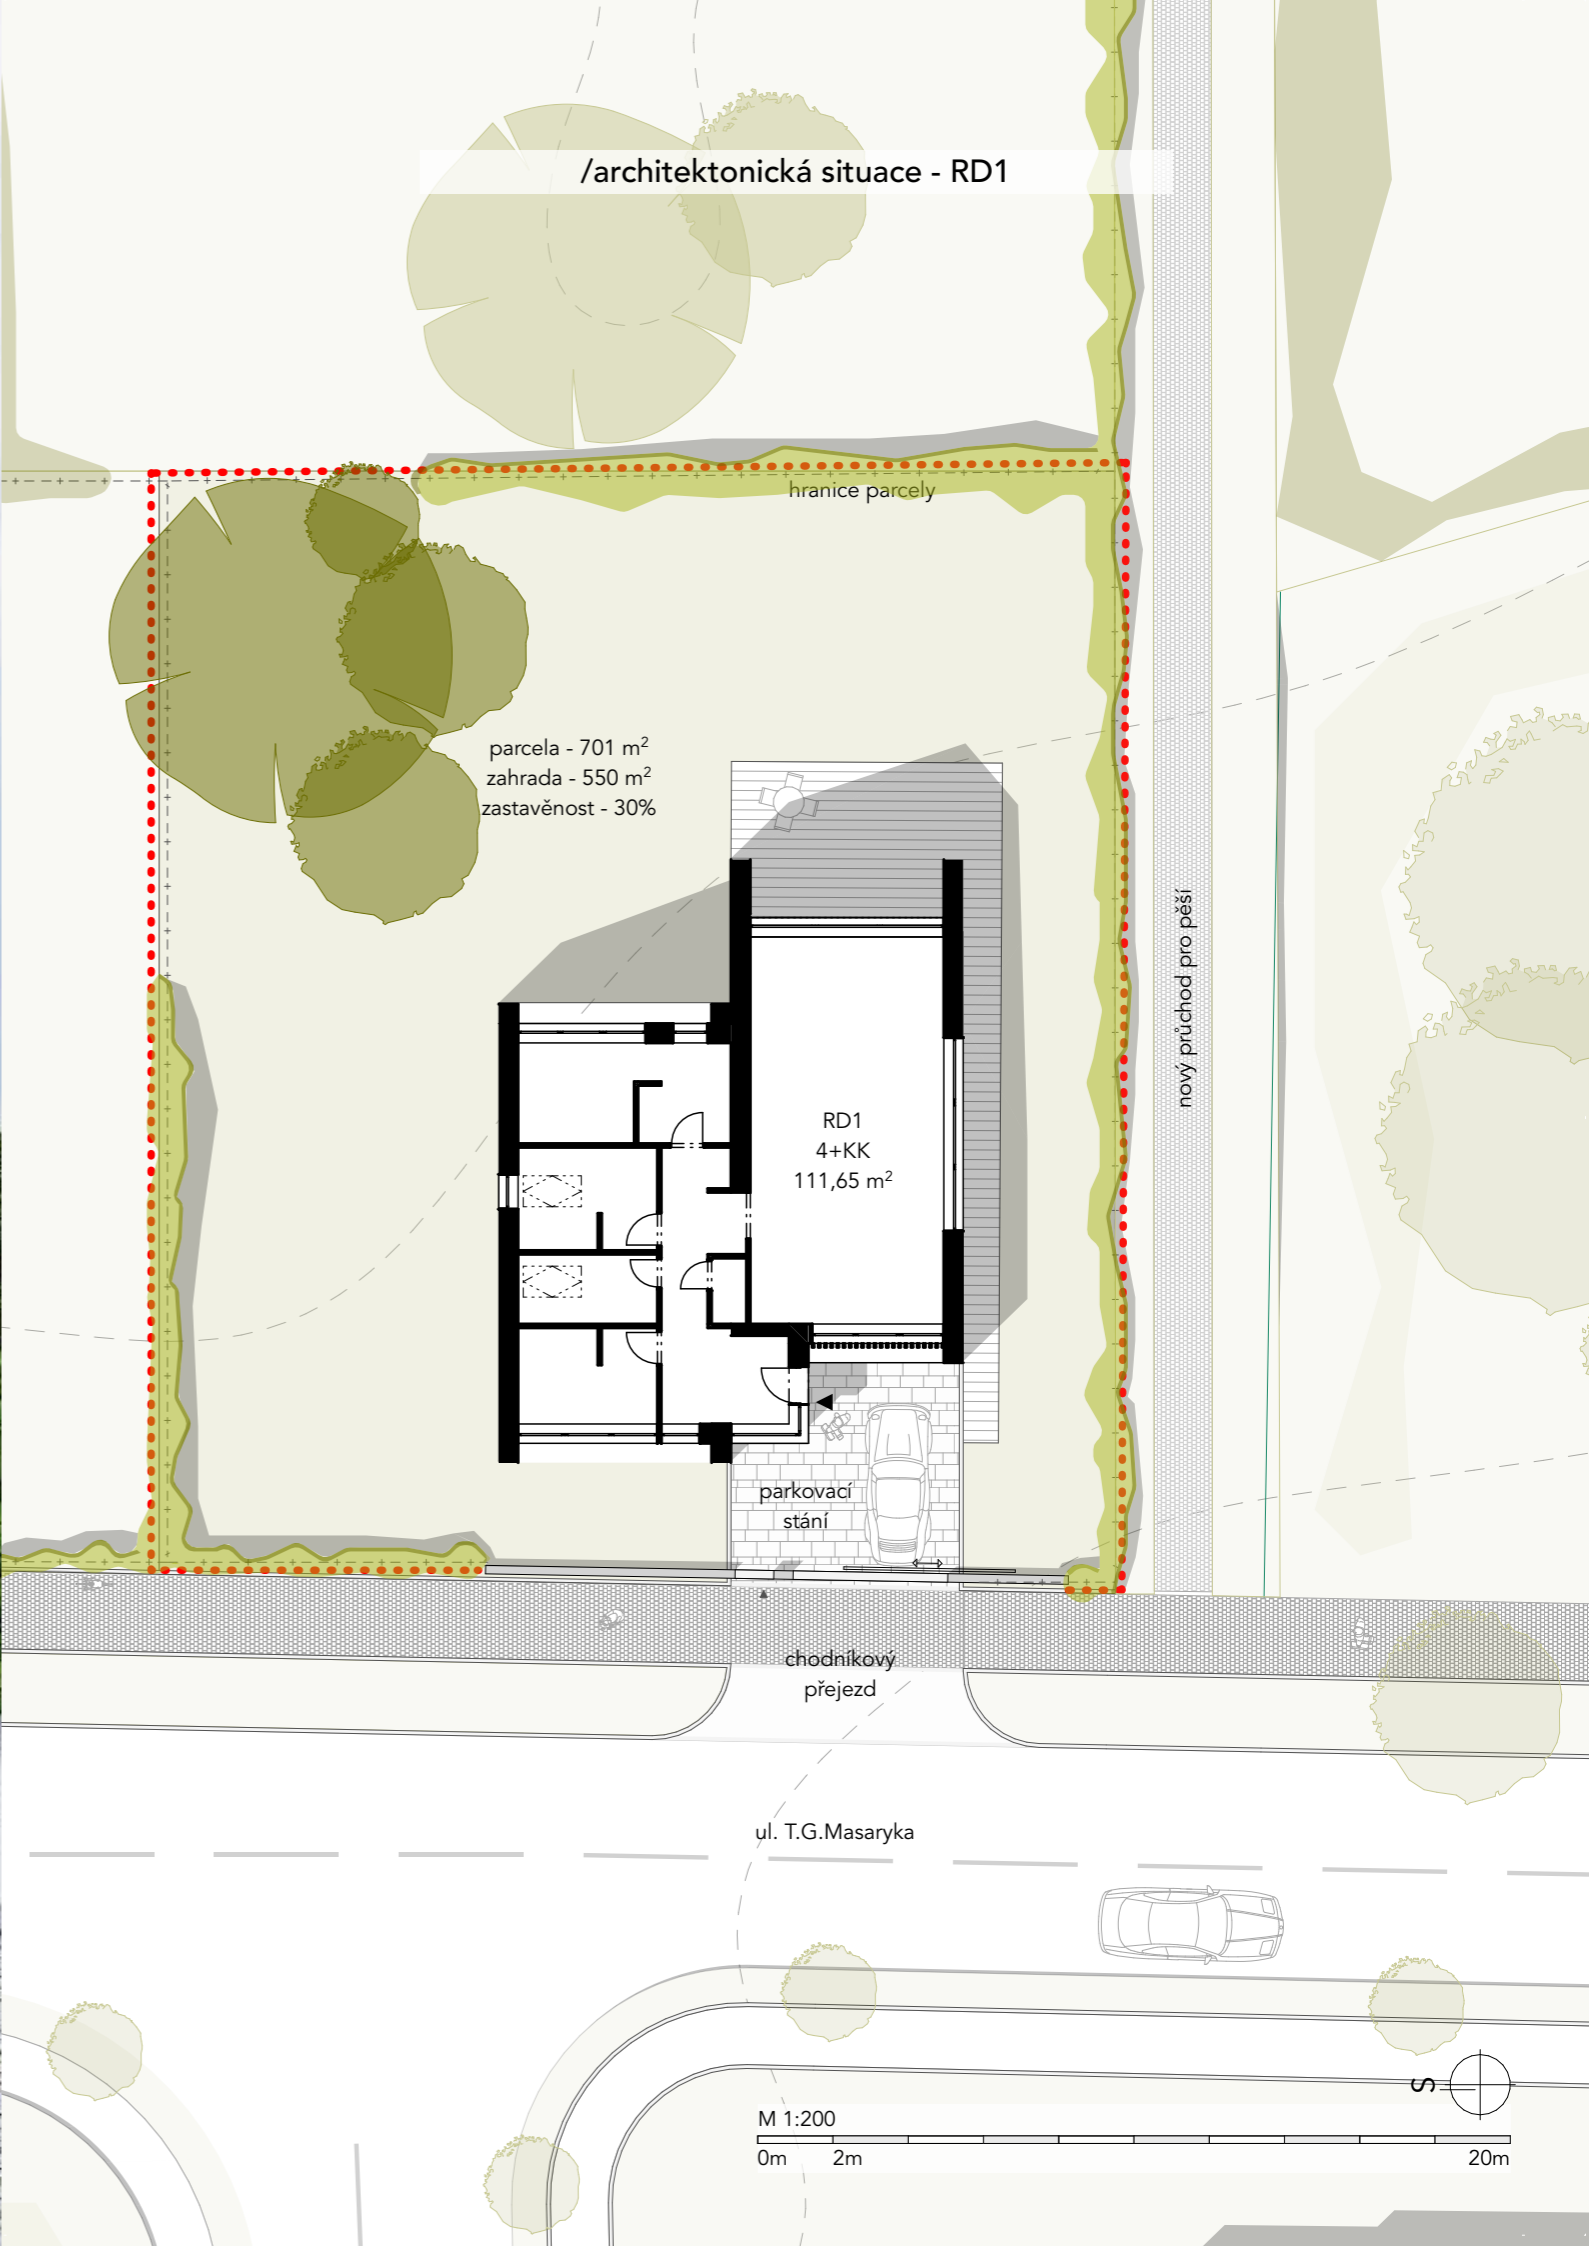 /architektonická situace - RD1
hranice parcely
parcela - 701 m²
zahrada - 550 m²
zastavěnost - 30%
nový průchod pro pěší
RD1
4+KK
111,65 m²
parkovací
stání
chodníkový
přejezd
ul. T.G.Masaryka
S
M 1:200
0m 2m 20m